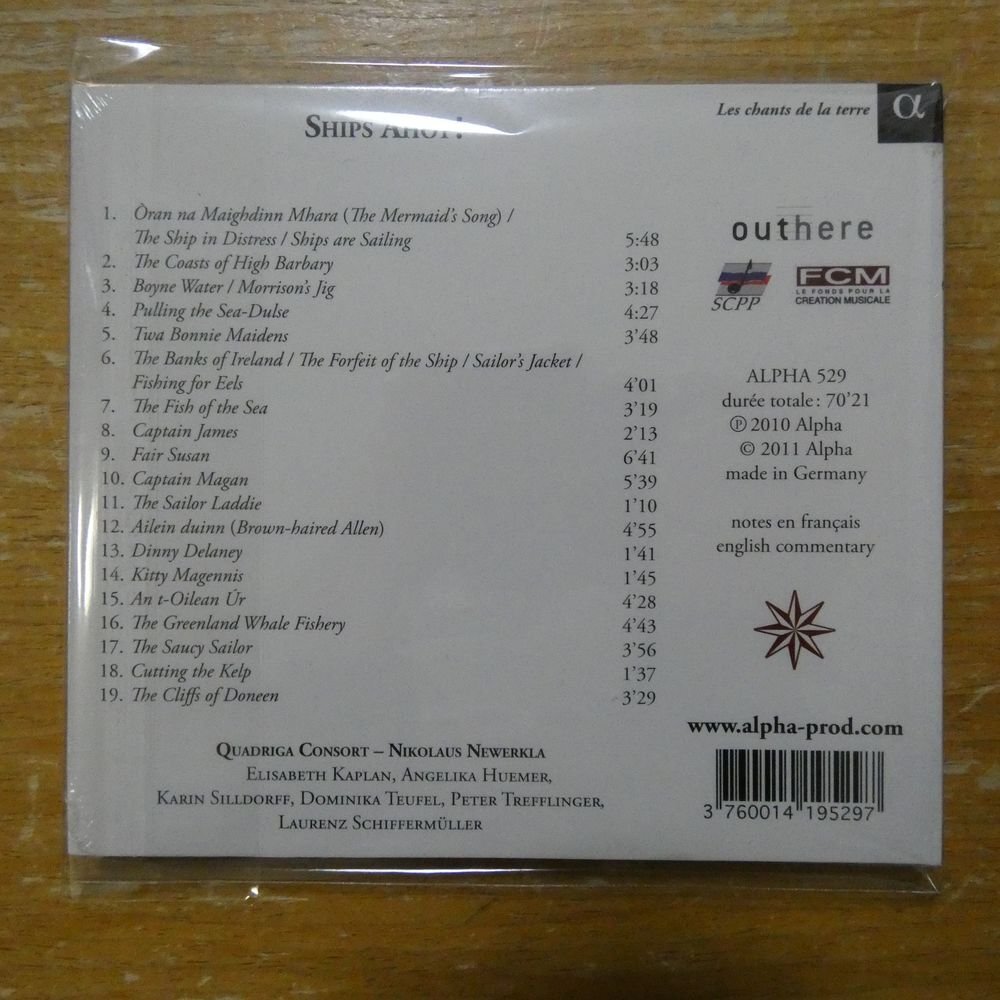 Les chants de la terre α
SHIPS AHOY!
1. Òran na Maighdinn Mhara (The Mermaid's Song) /
The Ship in Distress / Ships are Sailing 5:48
2. The Coasts of High Barbary 3:03
3. Boyne Water / Morrison's Jig 3:18
4. Pulling the Sea-Dulse 4:27
5. Twa Bonnie Maidens 3'48
6. The Banks of Ireland / The Forfeit of the Ship / Sailor's Jacket /
Fishing for Eels 4'01
7. The Fish of the Sea 3'19
8. Captain James 2'13
9. Fair Susan 6'41
10. Captain Magan 5'39
11. The Sailor Laddie 1'10
12. Ailein duinn (Brown-haired Allen) 4'55
13. Dinny Delaney 1'41
14. Kitty Magennis 1'45
15. An t-Oilean Úr 4'28
16. The Greenland Whale Fishery 4'43
17. The Saucy Sailor 3'56
18. Cutting the Kelp 1'37
19. The Cliffs of Doneen 3'29
QUADRIGA CONSORT – NIKOLAUS NEWERKLA
ELISABETH KAPLAN, ANGELIKA HUEMER,
KARIN SILLDORFF, DOMINIKA TEUFEL, PETER TREFFLINGER,
LAURENZ SCHIFFERMÜLLER
outhere
SCPP
FCM
LE FONDS POUR LA
CREATION MUSICALE
ALPHA 529
durée totale : 70'21
℗ 2010 Alpha
© 2011 Alpha
made in Germany
notes en français
english commentary
www.alpha-prod.com
3 760014 195297